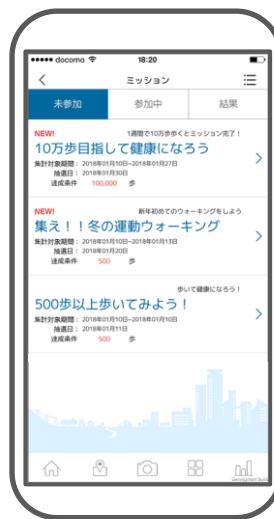 docomo 18:20
ミッション
未参加 参加中 結果
NEW! 1週間で10万歩歩くとミッション完了!
10万歩目指して健康になろう
集計対象期間: 2018年01月10日~2018年01月27日
抽選日: 2018年01月30日
達成条件 100,000 歩
NEW! 新年初めてのウォーキングをしよう
集え!!冬の運動ウォーキング
集計対象期間: 2018年01月10日~2018年01月13日
抽選日: 2018年01月20日
達成条件 500 歩
歩いて健康になろう!
500歩以上歩いてみよう!
集計対象期間: 2018年01月10日~2018年01月10日
抽選日: 2018年01月11日
達成条件 500 歩